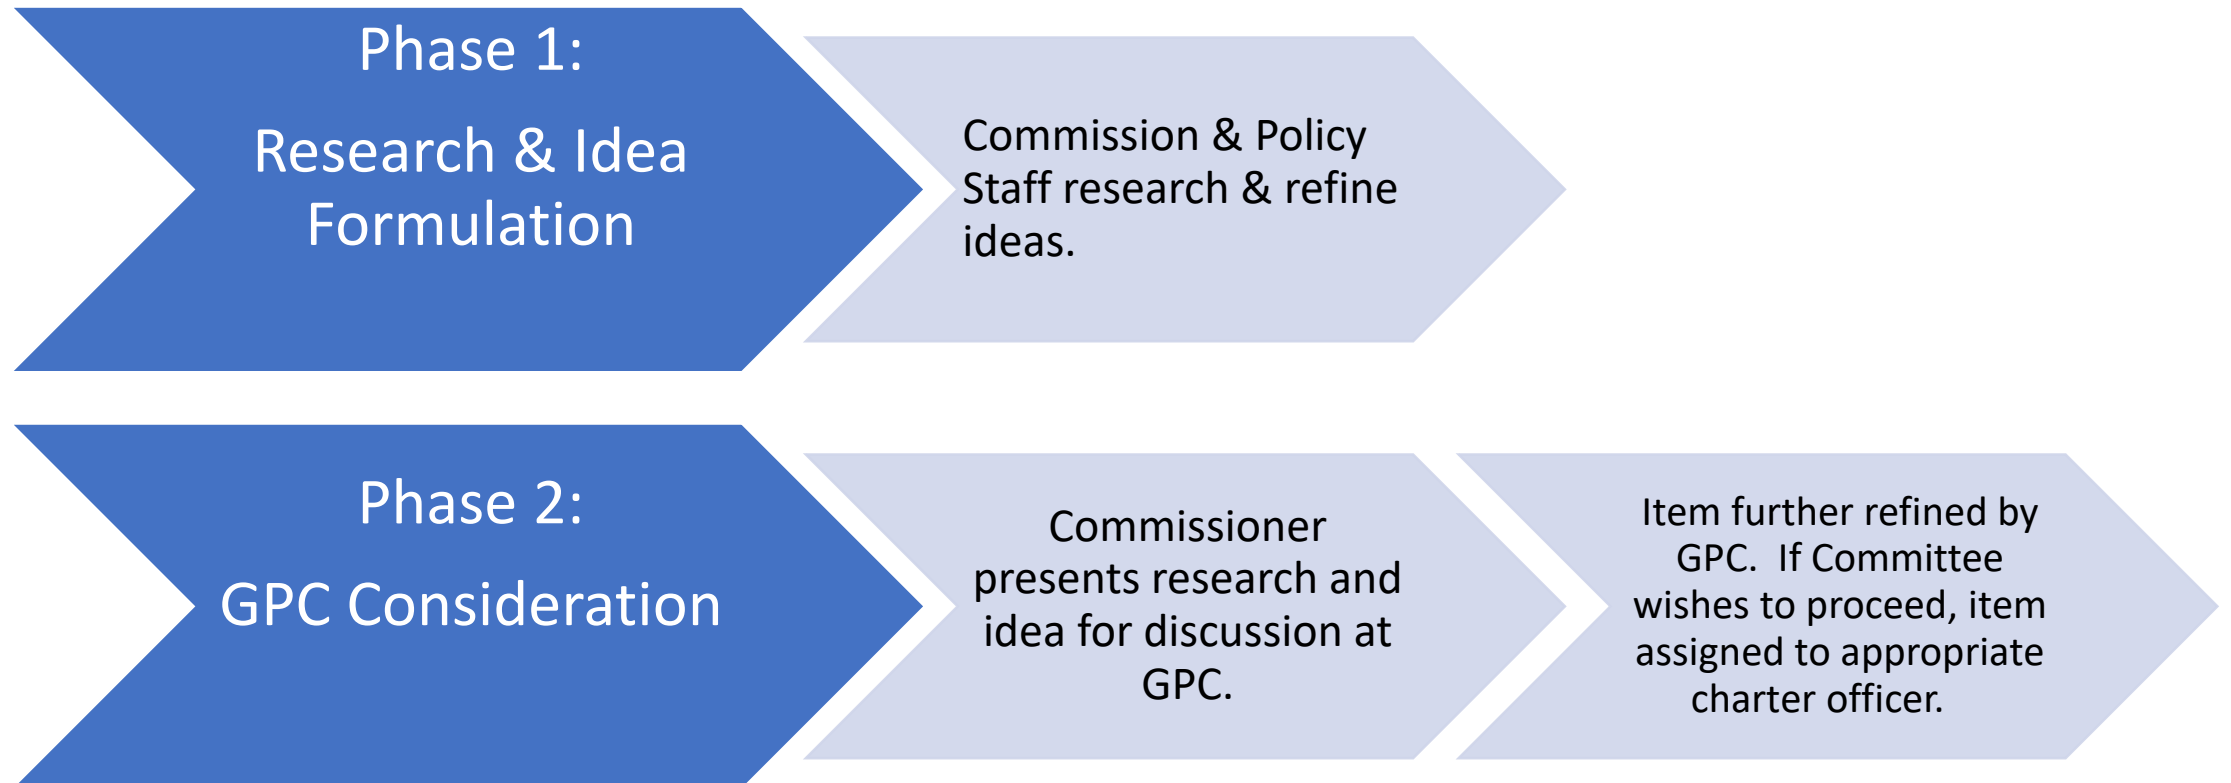 Phase 1:
Research & Idea
Formulation
Commission & Policy
Staff research & refine
ideas.
Phase 2:
GPC Consideration
Commissioner
presents research and
idea for discussion at
GPC.
Item further refined by
GPC.  If Committee
wishes to proceed, item
assigned to appropriate
charter officer.